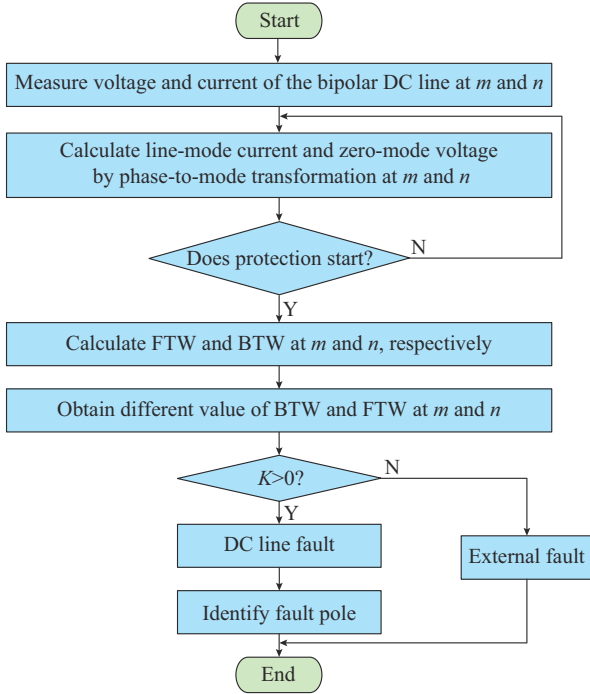 Start
Measure voltage and current of the bipolar DC line at m and n
Calculate line-mode current and zero-mode voltage
by phase-to-mode transformation at m and n
Does protection start?
N
Y
Calculate FTW and BTW at m and n, respectively
Obtain different value of BTW and FTW at m and n
K>0?
N
Y
DC line fault
External fault
Identify fault pole
End